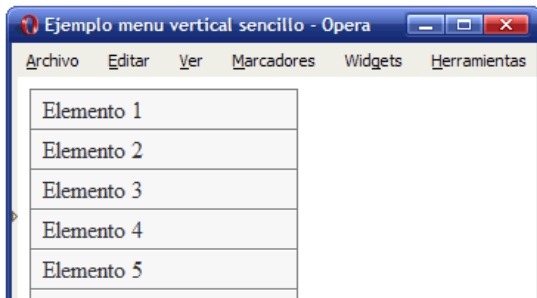 Ejemplo menu vertical sencillo - Opera
Archivo Editar Ver Marcadores Widgets Herramientas
Elemento 1
Elemento 2
Elemento 3
Elemento 4
Elemento 5